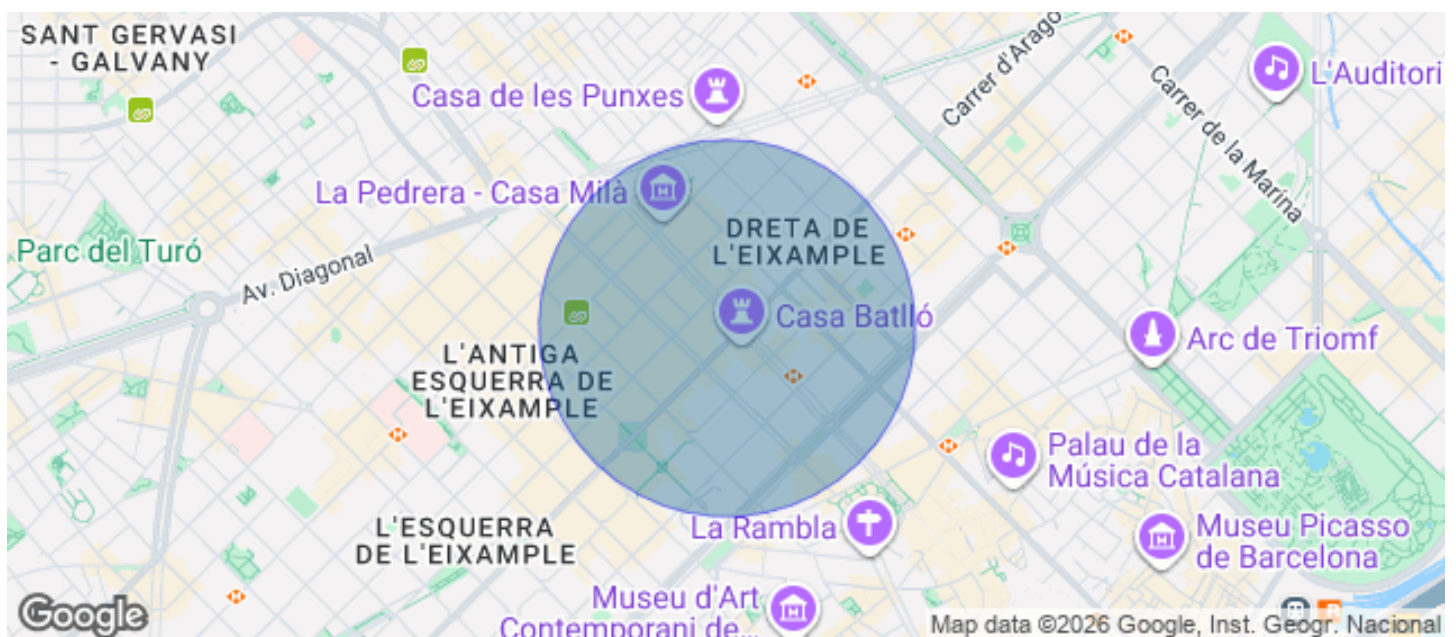 SANT GERVASI
- GALVANY
Casa de les Punxes
Carrer d'Arago
L'Auditori
Carrer de la Marina
La Pedrera - Casa Milà
DRETA DE
L'EIXAMPLE
Parc del Turó
Av. Diagonal
Casa Batlló
Arc de Triomf
L'ANTIGA
ESQUERRA DE
L'EIXAMPLE
Palau de la
Música Catalana
L'ESQUERRA
DE L'EIXAMPLE
La Rambla
Museu Picasso
de Barcelona
Museu d'Art
Contemporani de...
Google
Map data ©2026 Google, Inst. Geogr. Nacional